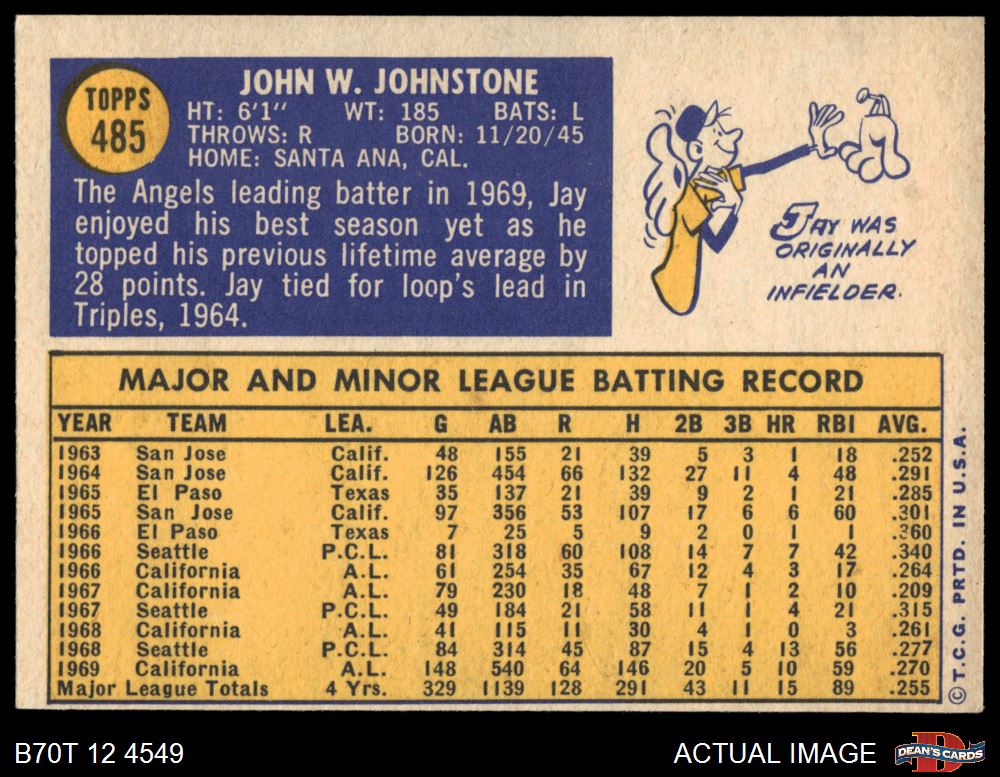 TOPPS
485
JOHN W. JOHNSTONE
HT: 6'1" WT: 185 BATS: L
THROWS: R BORN: 11/20/45
HOME: SANTA ANA, CAL.
The Angels leading batter in 1969, Jay
enjoyed his best season yet as he
topped his previous lifetime average by
28 points. Jay tied for loop's lead in
Triples, 1964.
JAY WAS
ORIGINALLY
AN
INFIELDER.
MAJOR AND MINOR LEAGUE BATTING RECORD
YEAR TEAM LEA. G AB R H 2B 3B HR RBI AVG.
1963 San Jose Calif. 48 155 21 39 5 3 1 18 .252
1964 San Jose Calif. 126 454 66 132 27 11 4 48 .291
1965 El Paso Texas 35 137 21 39 9 2 1 21 .285
1965 San Jose Calif. 97 356 53 107 17 6 6 60 .301
1966 El Paso Texas 7 25 5 9 2 0 1 1 .360
1966 Seattle P.C.L. 81 318 60 108 14 7 7 42 .340
1966 California A.L. 61 254 35 67 12 4 3 17 .264
1967 California A.L. 79 230 18 48 7 1 2 10 .209
1967 Seattle P.C.L. 49 184 21 58 11 1 4 21 .315
1968 California A.L. 41 115 11 30 4 1 0 3 .261
1968 Seattle P.C.L. 84 314 45 87 15 4 13 56 .277
1969 California A.L. 148 540 64 146 20 5 10 59 .270
Major League Totals 4 Yrs. 329 1139 128 291 43 11 15 89 .255
© T.C.G. PRTD. IN U.S.A.
B70T 12 4549
ACTUAL IMAGE
DEAN'S CARDS